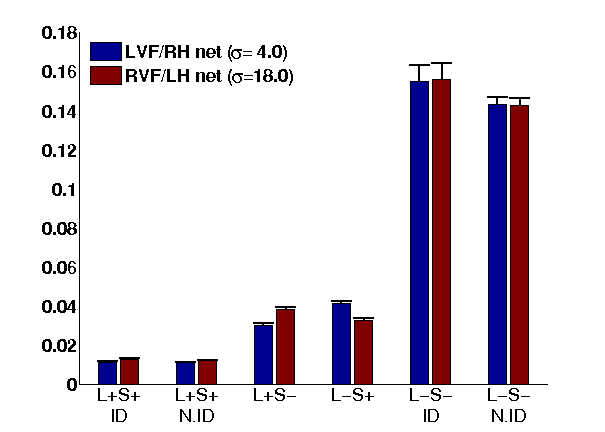 0.18
0.16
0.14
0.12
0.1
0.08
0.06
0.04
0.02
0
LVF/RH net (σ= 4.0)
RVF/LH net (σ=18.0)
L+S+ L+S+ L+S− L−S+ L−S− L−S−
ID N.ID ID N.ID